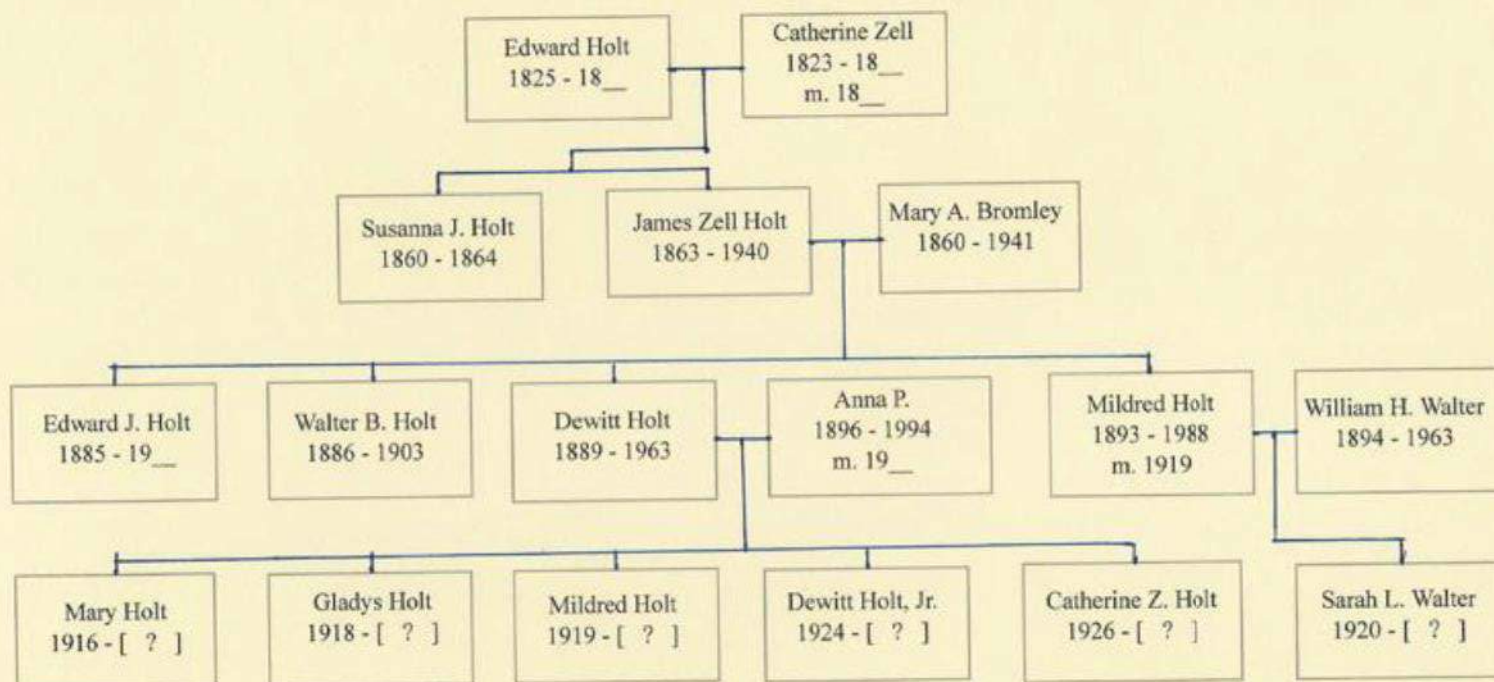 Edward Holt
1825 - 18__
Catherine Zell
1823 - 18__
m. 18__
Susanna J. Holt
1860 - 1864
James Zell Holt
1863 - 1940
Mary A. Bromley
1860 - 1941
Edward J. Holt
1885 - 19__
Walter B. Holt
1886 - 1903
Dewitt Holt
1889 - 1963
Anna P.
1896 - 1994
m. 19__
Mildred Holt
1893 - 1988
m. 1919
William H. Walter
1894 - 1963
Mary Holt
1916 - [ ? ]
Gladys Holt
1918 - [ ? ]
Mildred Holt
1919 - [ ? ]
Dewitt Holt, Jr.
1924 - [ ? ]
Catherine Z. Holt
1926 - [ ? ]
Sarah L. Walter
1920 - [ ? ]